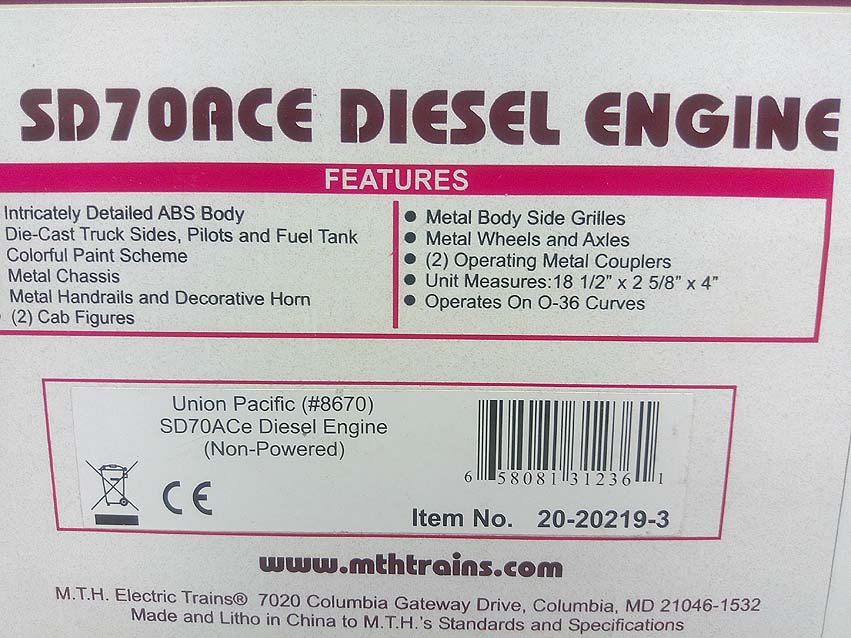 SD70ACE DIESEL ENGINE
FEATURES
Intricately Detailed ABS Body
Die-Cast Truck Sides, Pilots and Fuel Tank
Colorful Paint Scheme
Metal Chassis
Metal Handrails and Decorative Horn
(2) Cab Figures
● Metal Body Side Grilles
● Metal Wheels and Axles
● (2) Operating Metal Couplers
● Unit Measures:18 1/2" x 2 5/8" x 4"
● Operates On O-36 Curves
Union Pacific (#8670)
SD70ACe Diesel Engine
(Non-Powered)
CE
6 58081 31236 1
Item No. 20-20219-3
www.mthtrains.com
M.T.H. Electric Trains® 7020 Columbia Gateway Drive, Columbia, MD 21046-1532
Made and Litho in China to M.T.H.'s Standards and Specifications